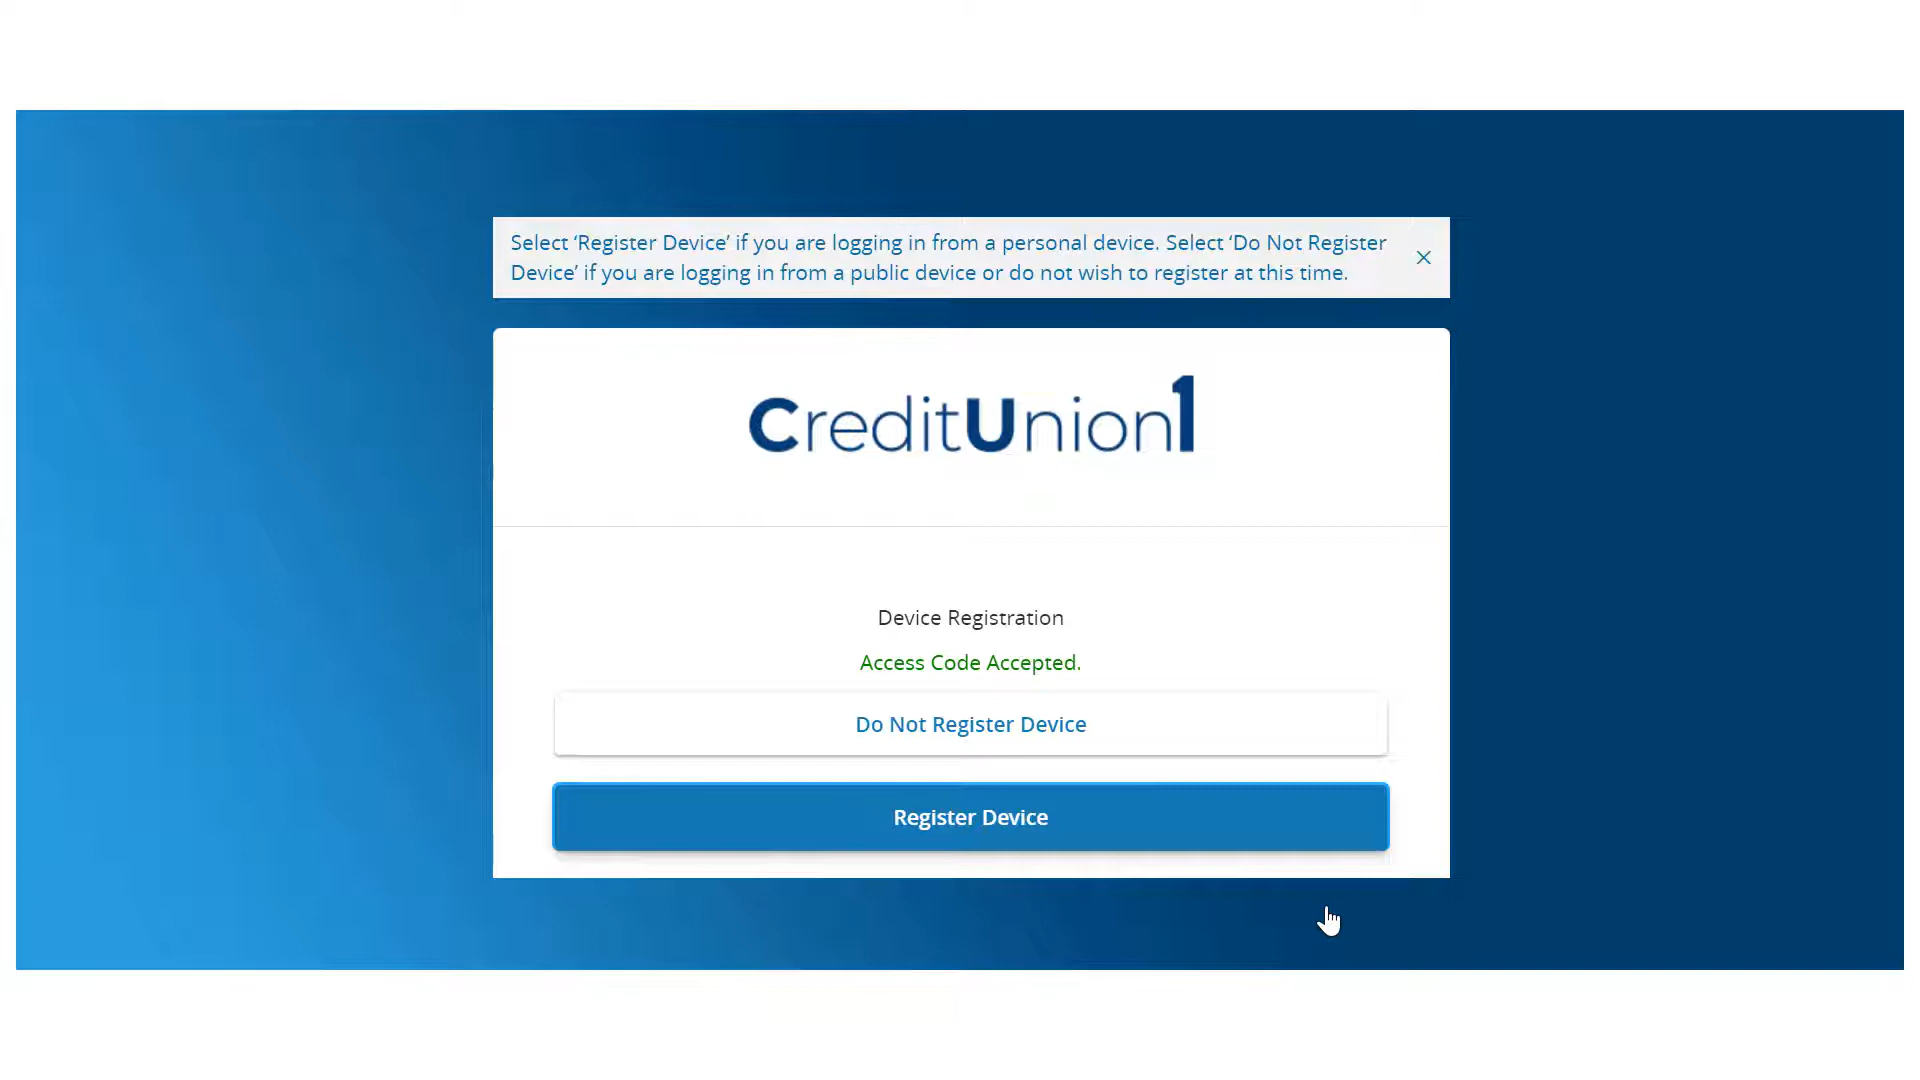 Select ‘Register Device’ if you are logging in from a personal device. Select ‘Do Not Register
Device’ if you are logging in from a public device or do not wish to register at this time.
CreditUnion1
Device Registration
Access Code Accepted.
Do Not Register Device
Register Device